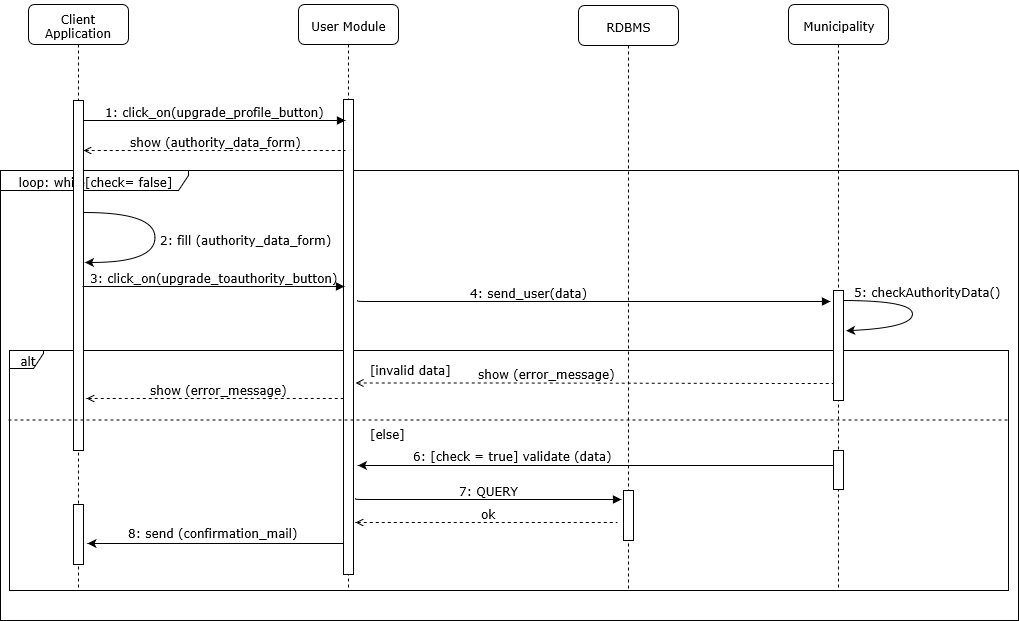 Client
Application
User Module
RDBMS
Municipality
1: click_on(upgrade_profile_button)
show (authority_data_form)
loop: whi [check= false]
2: fill (authority_data_form)
3: click_on(upgrade_toauthority_button)
4: send_user(data)
5: checkAuthorityData()
alt
[invalid data]
show (error_message)
show (error_message)
[else]
6: [check = true] validate (data)
7: QUERY
ok
8: send (confirmation_mail)